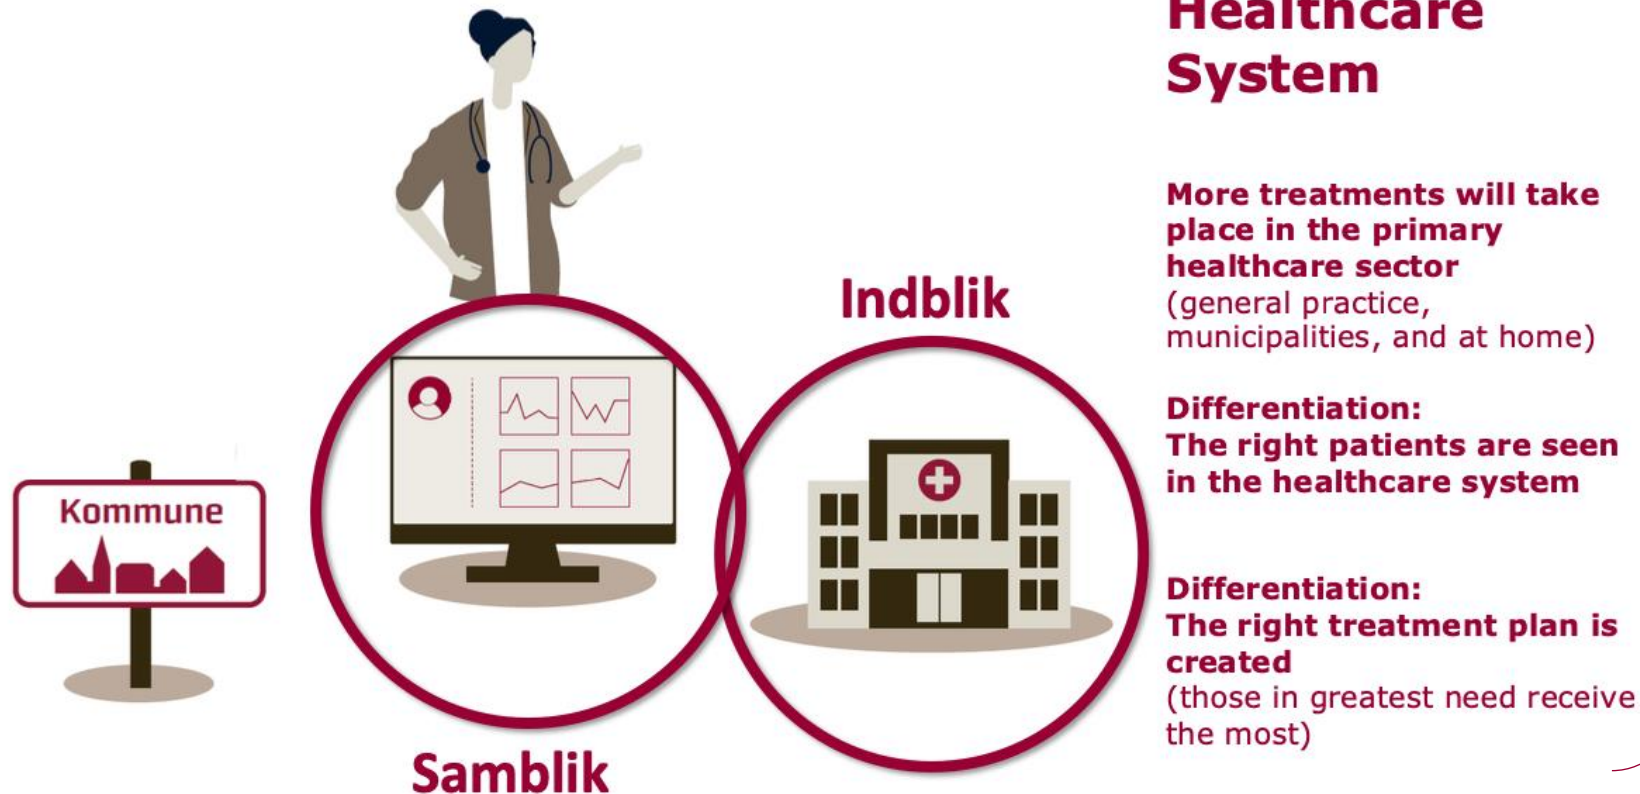 Healthcare
System
More treatments will take
place in the primary
healthcare sector
(general practice,
municipalities, and at home)
Differentiation:
The right patients are seen
in the healthcare system
Differentiation:
The right treatment plan is
created
(those in greatest need receive
the most)
Indblik
Kommune
Samblik